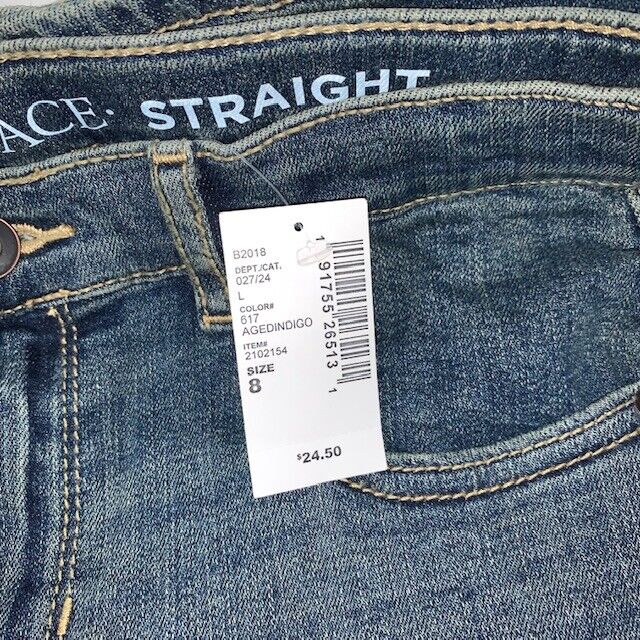 ACE. STRAIGHT
B2018
DEPT./CAT.
027/24
L
COLOR#
617
AGEDINDIGO
ITEM#
2102154
SIZE
8
1 91755 26513 1
$24.50